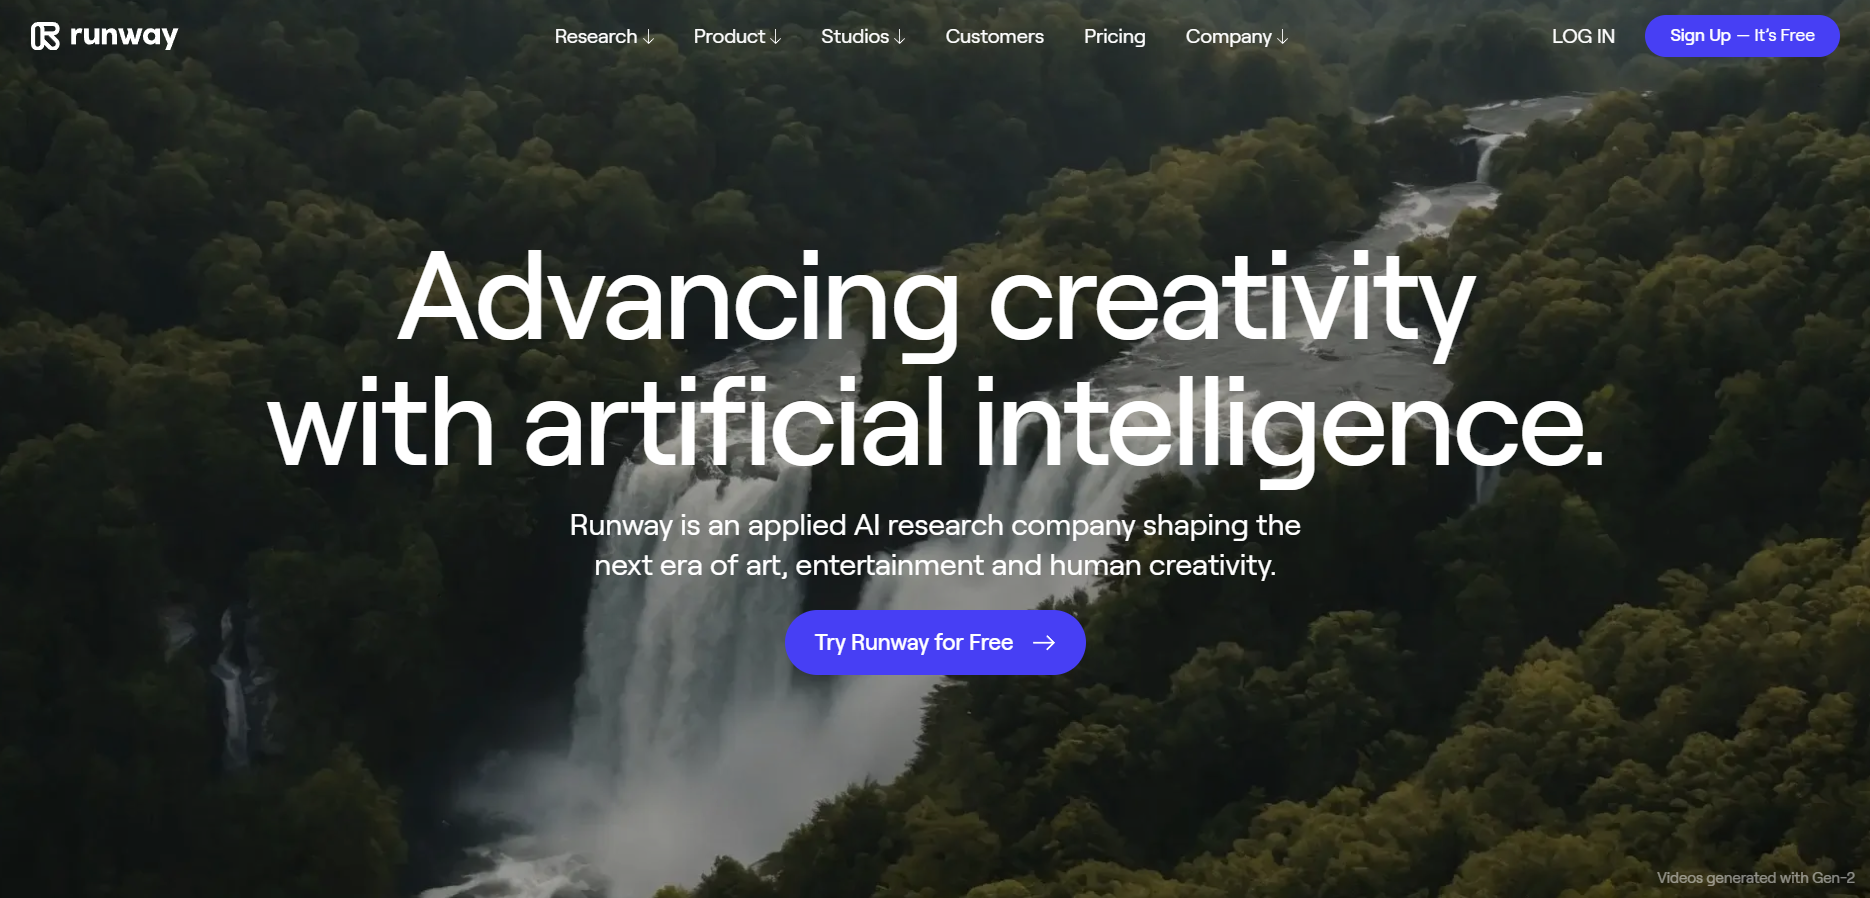 runway
Research ↓ Product ↓ Studios ↓ Customers Pricing Company ↓
LOG IN
Sign Up — It's Free
Advancing creativity
with artificial intelligence.
Runway is an applied AI research company shaping the
next era of art, entertainment and human creativity.
Try Runway for Free →
Videos generated with Gen-2